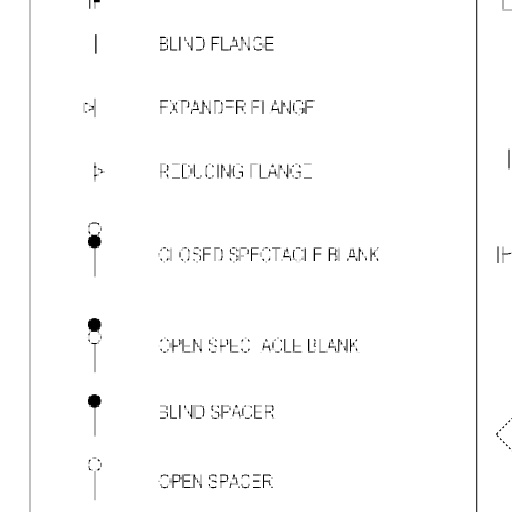 BLIND FLANGE
EXPANDER FLANGE
REDUCING FLANGE
CLOSED SPECTACLE BLANK
OPEN SPECTACLE BLANK
BLIND SPACER
OPEN SPACER